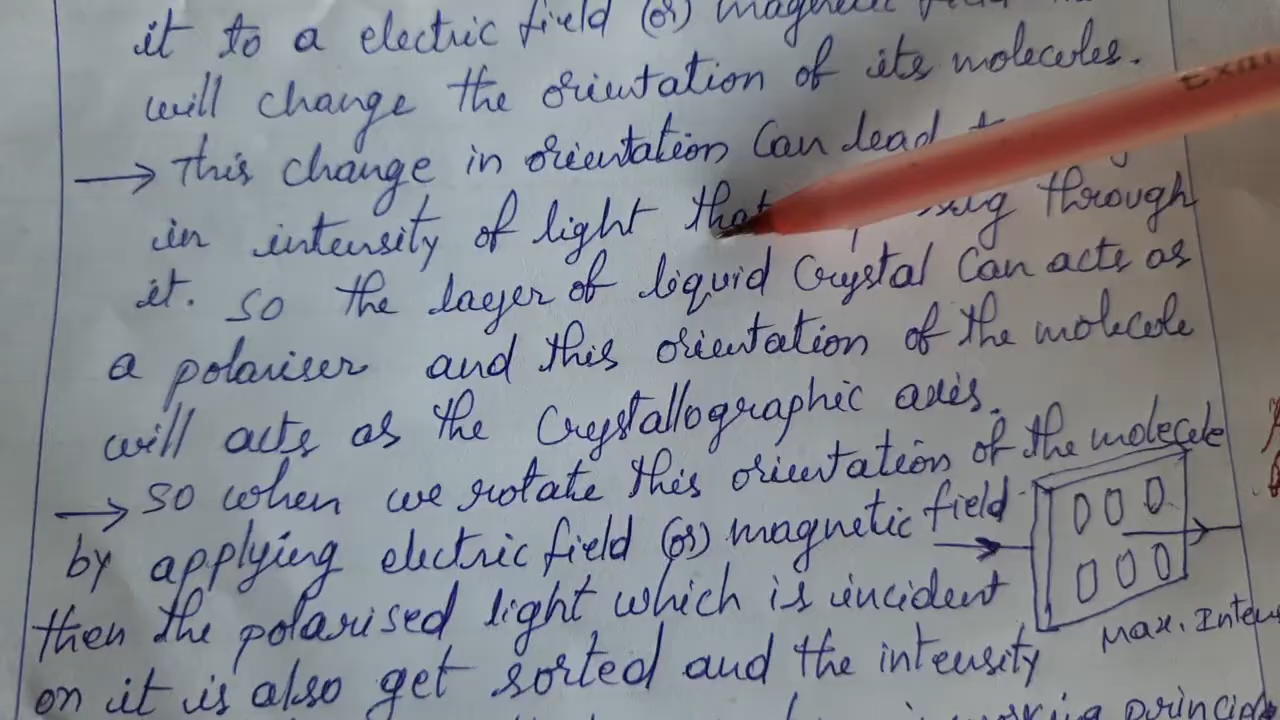 it to a electric field (or) magnetic field
will change the orientation of its molecules.
→ this change in orientation can lead
in intensity of light that through
it. so the layer of liquid crystal can acts as
a polariser and this orientation of the molecule
will acts as the crystallographic axis.
→ so when we rotate this orientation of the molecule
by applying electric field (or) magnetic field
then the polarised light which is incident
Max.
on it is also get sorted and the intensity
working